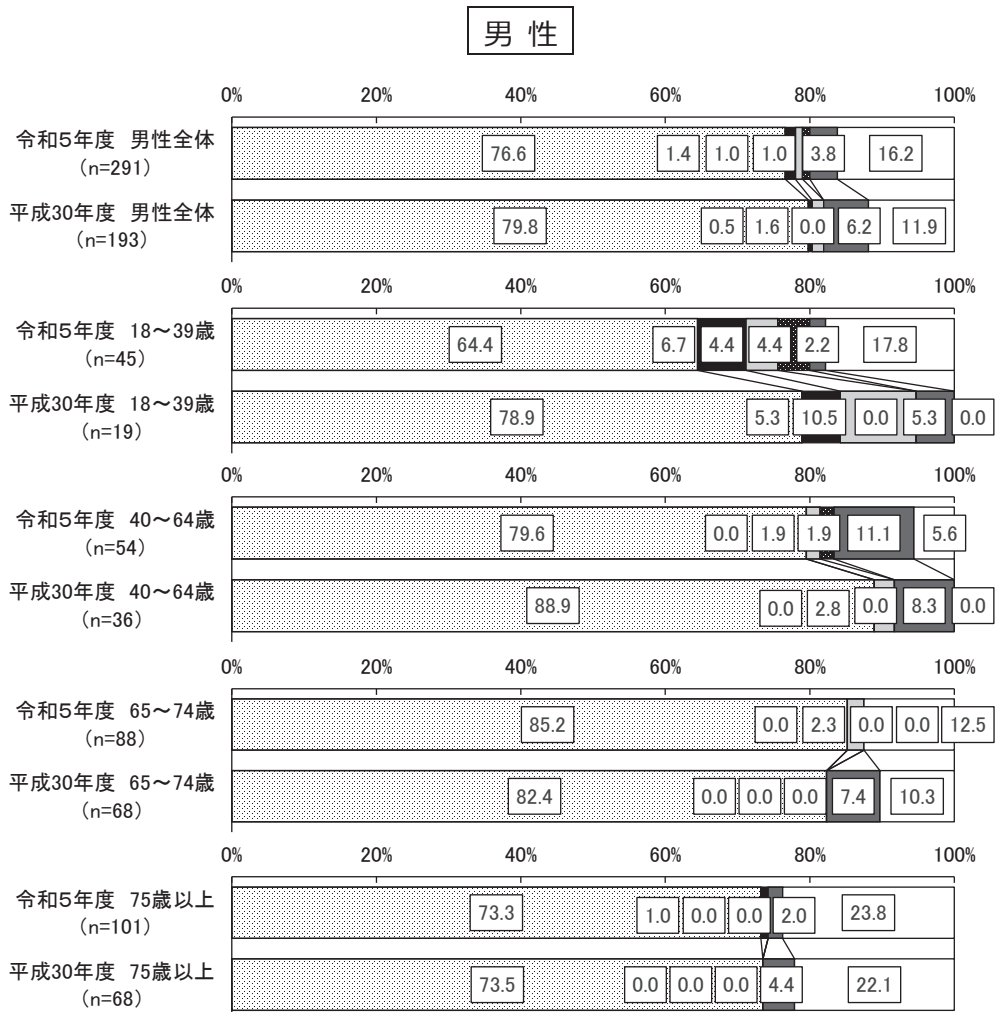 男 性
0% 20% 40% 60% 80% 100%
令和5年度 男性全体
(n=291)
76.6 1.4 1.0 1.0 3.8 16.2
平成30年度 男性全体
(n=193)
79.8 0.5 1.6 0.0 6.2 11.9
0% 20% 40% 60% 80% 100%
令和5年度 18～39歳
(n=45)
64.4 6.7 4.4 4.4 2.2 17.8
平成30年度 18～39歳
(n=19)
78.9 5.3 10.5 0.0 5.3 0.0
0% 20% 40% 60% 80% 100%
令和5年度 40～64歳
(n=54)
79.6 0.0 1.9 1.9 11.1 5.6
平成30年度 40～64歳
(n=36)
88.9 0.0 2.8 0.0 8.3 0.0
0% 20% 40% 60% 80% 100%
令和5年度 65～74歳
(n=88)
85.2 0.0 2.3 0.0 0.0 12.5
平成30年度 65～74歳
(n=68)
82.4 0.0 0.0 0.0 7.4 10.3
0% 20% 40% 60% 80% 100%
令和5年度 75歳以上
(n=101)
73.3 1.0 0.0 0.0 2.0 23.8
平成30年度 75歳以上
(n=68)
73.5 0.0 0.0 0.0 4.4 22.1